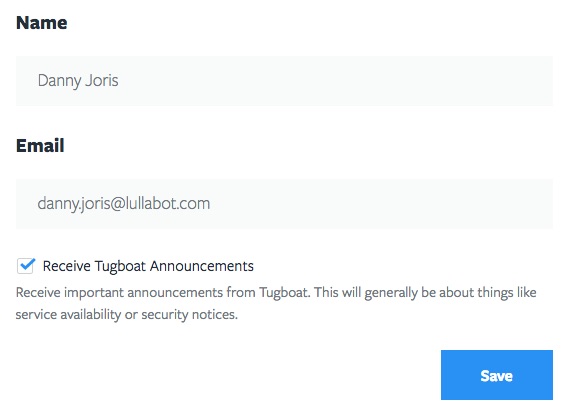 Name
Danny Joris
Email
danny.joris@lullabot.com
Receive Tugboat Announcements
Receive important announcements from Tugboat. This will generally be about things like
service availability or security notices.
Save